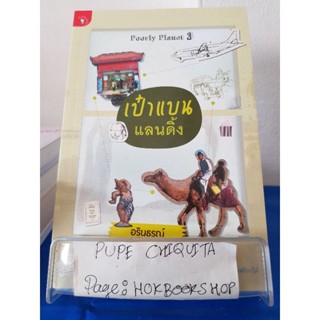 Poorly Planet 3
เป๋าแบน
แลนดิ้ง
อรินธรณ์
PUPE CHIQUITA
Page: HOKBOOKSHOP